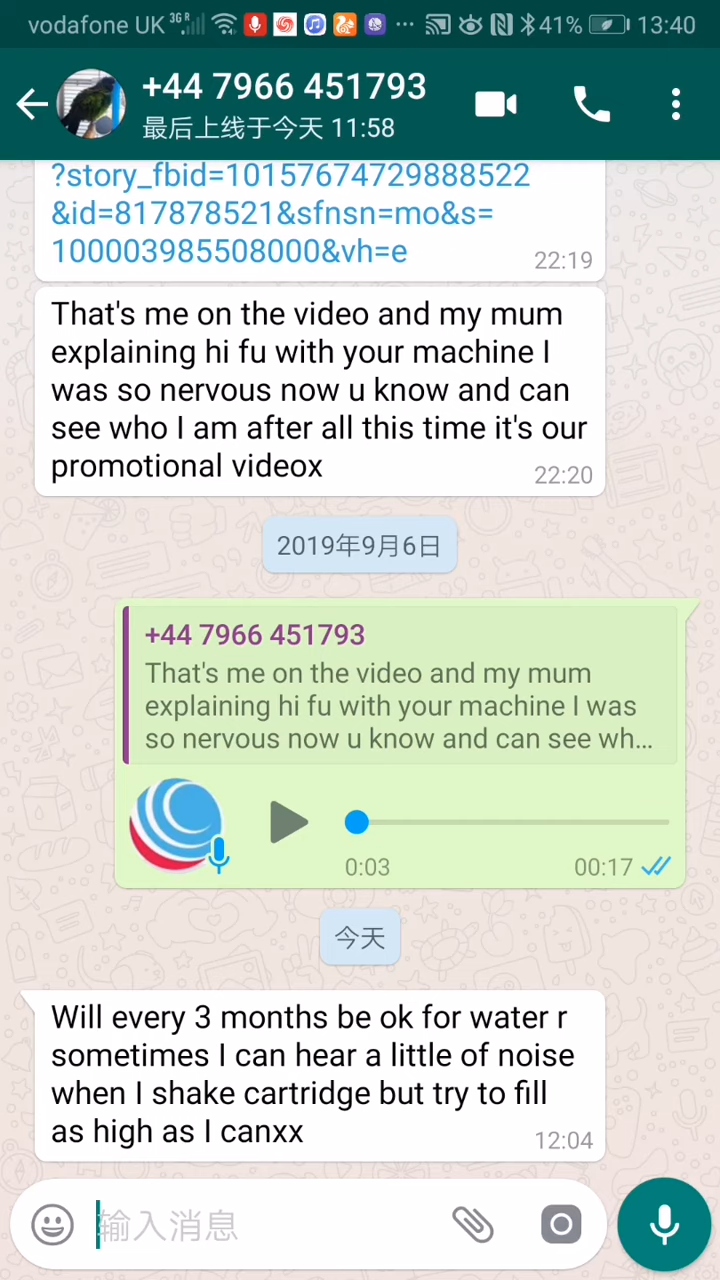 vodafone UK 3G R 41% 13:40
+44 7966 451793
最后上线于今天 11:58
?story_fbid=10157674729888522
&id=817878521&sfnsn=mo&s=
100003985508000&vh=e
22:19
That's me on the video and my mum
explaining hi fu with your machine I
was so nervous now u know and can
see who I am after all this time it's our
promotional videox
22:20
2019年9月6日
+44 7966 451793
That's me on the video and my mum
explaining hi fu with your machine I was
so nervous now u know and can see wh...
0:03 00:17
今天
Will every 3 months be ok for water r
sometimes I can hear a little of noise
when I shake cartridge but try to fill
as high as I canxx
12:04
输入消息